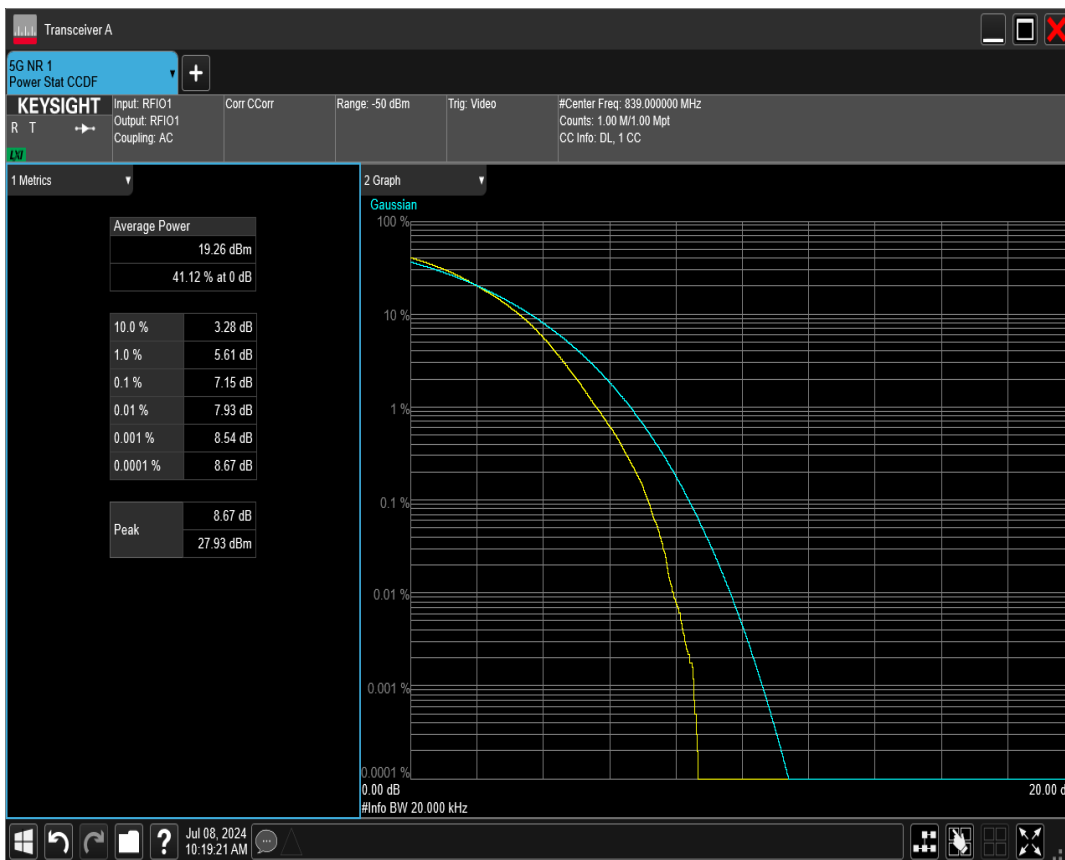 Transceiver A
5G NR 1
Power Stat CCDF
KEYSIGHT
R T
LXI
Input: RFIO1
Output: RFIO1
Coupling: AC
Corr CCorr
Range: -50 dBm
Trig: Video
#Center Freq: 839.000000 MHz
Counts: 1.00 M/1.00 Mpt
CC Info: DL, 1 CC
1 Metrics
Average Power
19.26 dBm
41.12 % at 0 dB
10.0 % 3.28 dB
1.0 % 5.61 dB
0.1 % 7.15 dB
0.01 % 7.93 dB
0.001 % 8.54 dB
0.0001 % 8.67 dB
Peak
8.67 dB
27.93 dBm
2 Graph
Gaussian
100 %
10 %
1 %
0.1 %
0.01 %
0.001 %
0.0001 %
0.00 dB
20.00 d
#Info BW 20.000 kHz
?
Jul 08, 2024
10:19:21 AM